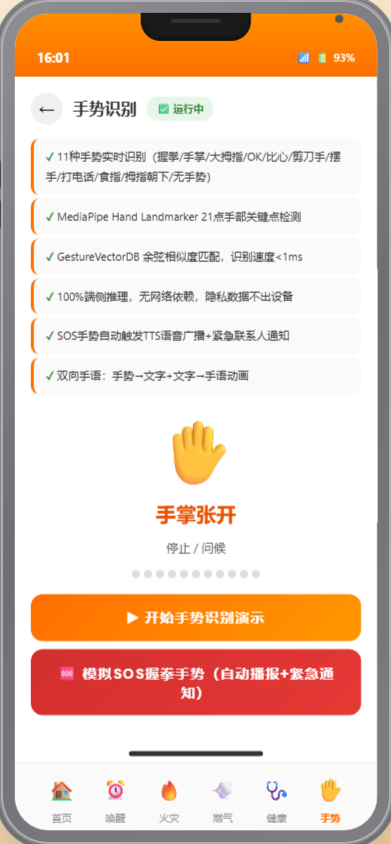 16:01
93%
← 手势识别 运行中
✓ 11种手势实时识别（握拳/手掌/大拇指/OK/比心/剪刀手/摆
手/打电话/食指/拇指朝下/无手势）
✓ MediaPipe Hand Landmarker 21点手部关键点检测
✓ GestureVectorDB 余弦相似度匹配，识别速度<1ms
✓ 100%端侧推理，无网络依赖，隐私数据不出设备
✓ SOS手势自动触发TTS语音广播+紧急联系人通知
✓ 双向手语：手势→文字+文字→手语动画
手掌张开
停止 / 问候
▶ 开始手势识别演示
SOS 模拟SOS握拳手势（自动播报+紧急通
知）
首页 唤醒 火灾 燃气 健康 手势